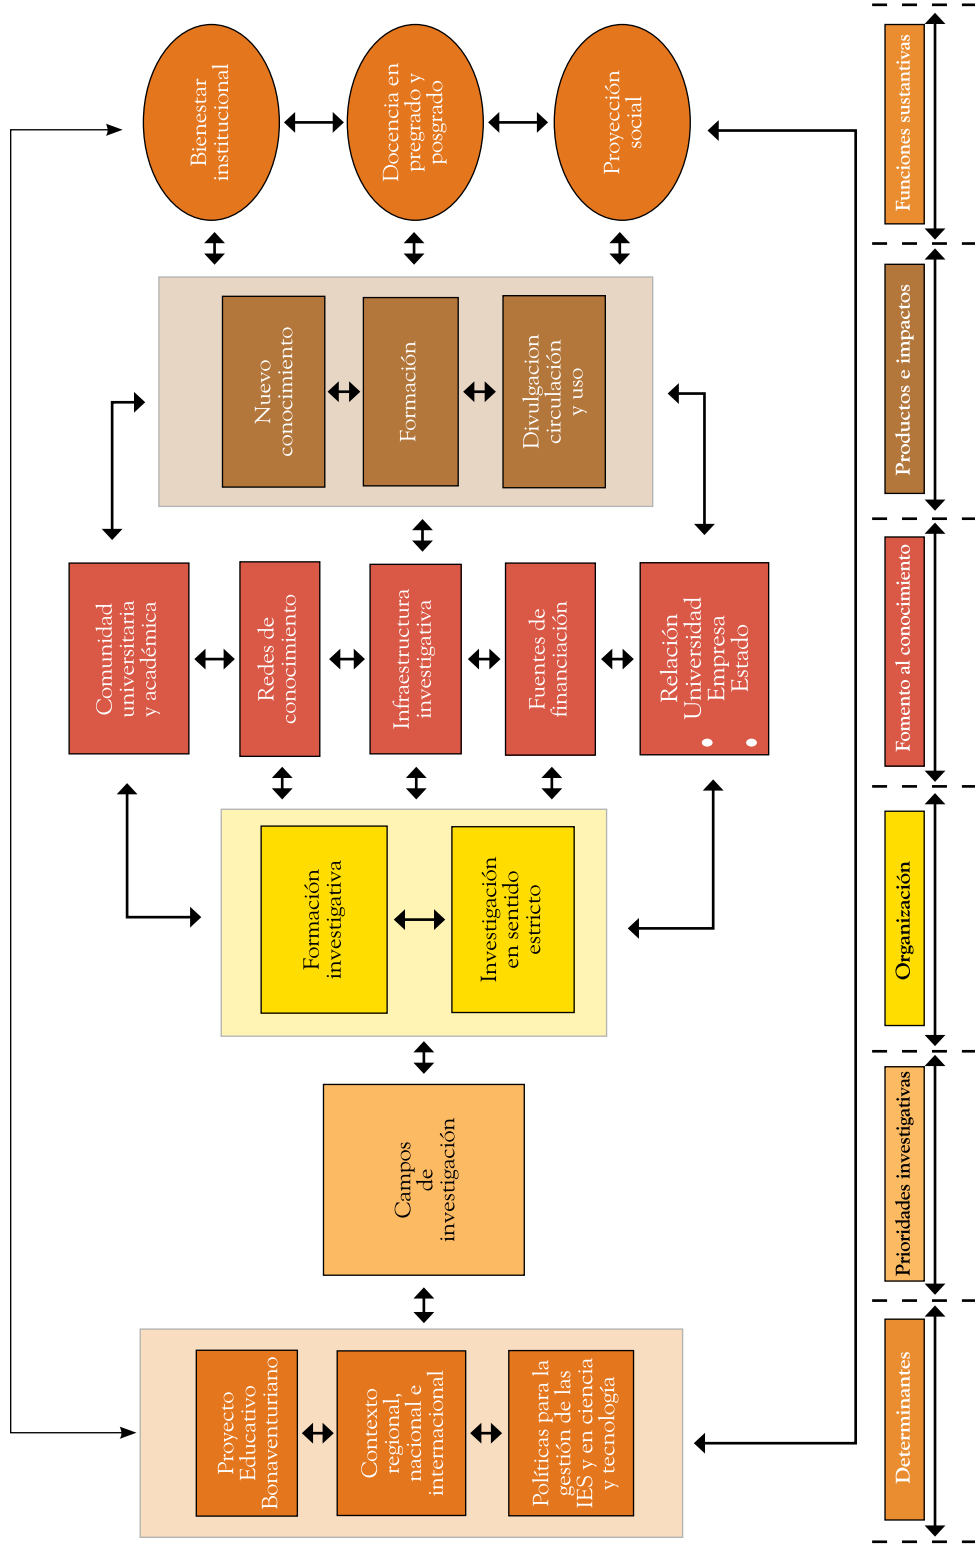 Proyecto
Educativo
Bonaventuriano
Contexto
regional,
nacional e
internacional
Políticas para la
gestión de las
IES y en ciencia
y tecnología
Campos
de
investigación
Formación
investigativa
Investigación
en sentido
estricto
Comunidad
universitaria
y académica
Redes de
conocimiento
Infraestructura
investigativa
Fuentes de
financiación
Relación
Universidad
Empresa
Estado
Nuevo
conocimiento
Formación
Divulgacion
circulación
y uso
Bienestar
institucional
Docencia en
pregrado y
posgrado
Proyección
social
Determinantes
Prioridades investigativas
Organización
Fomento al conocimiento
Productos e impactos
Funciones sustantivas